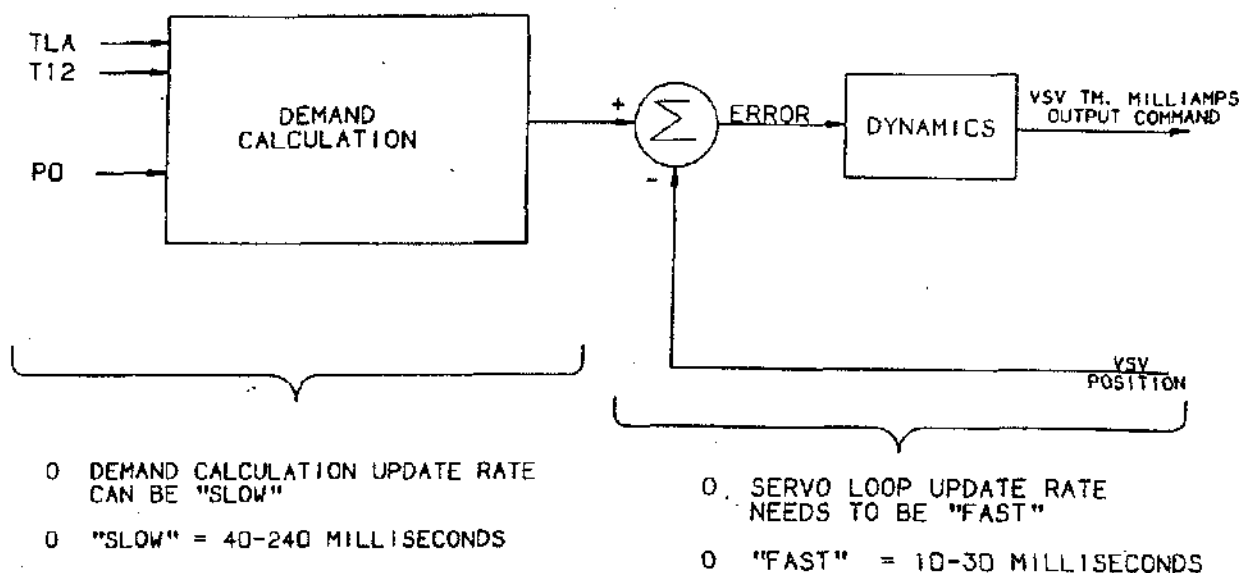 TLA
T12
PO
DEMAND
CALCULATION
+
Σ
-
ERROR
DYNAMICS
VSV TM. MILLIAMPS
OUTPUT COMMAND
VSV
POSITION
O DEMAND CALCULATION UPDATE RATE
CAN BE "SLOW"
O "SLOW" = 40-240 MILLISECONDS
O. SERVO LOOP UPDATE RATE
NEEDS TO BE "FAST"
O "FAST" = 10-30 MILLISECONDS